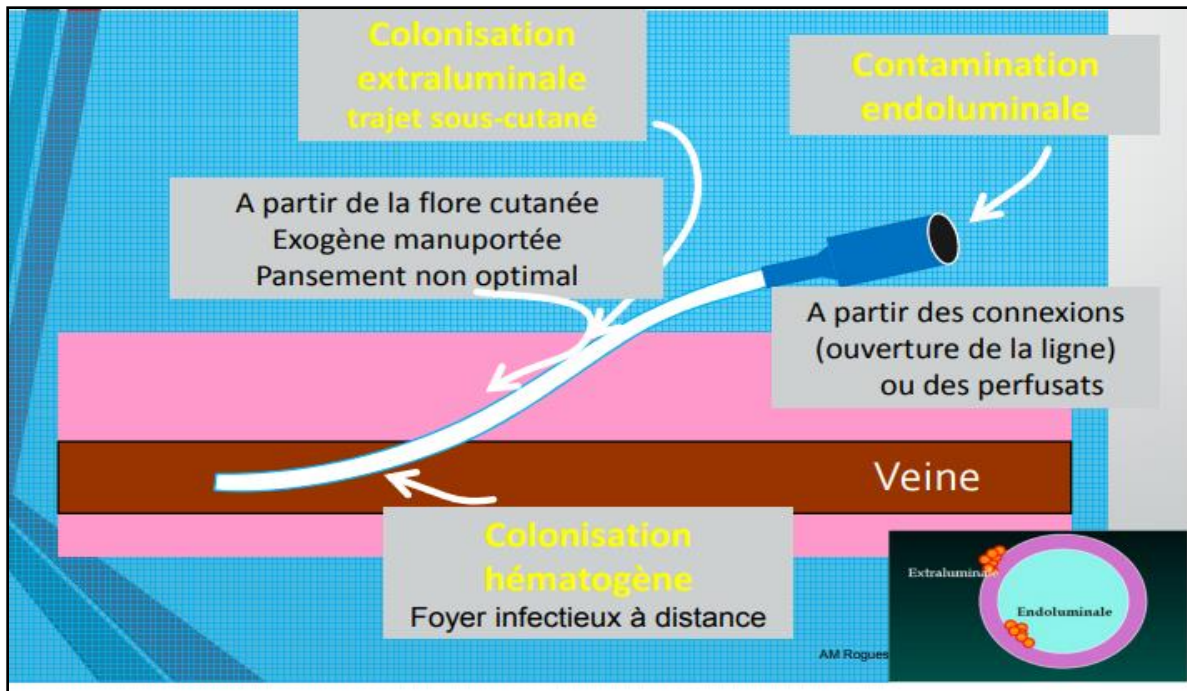 Colonisation
extraluminale
trajet sous-cutané
Contamination
endoluminale
A partir de la flore cutanée
Exogène manuportée
Pansement non optimal
A partir des connexions
(ouverture de la ligne)
ou des perfusats
Veine
Colonisation
hématogène
Foyer infectieux à distance
Extraluminale
Endoluminale
AM Rogues